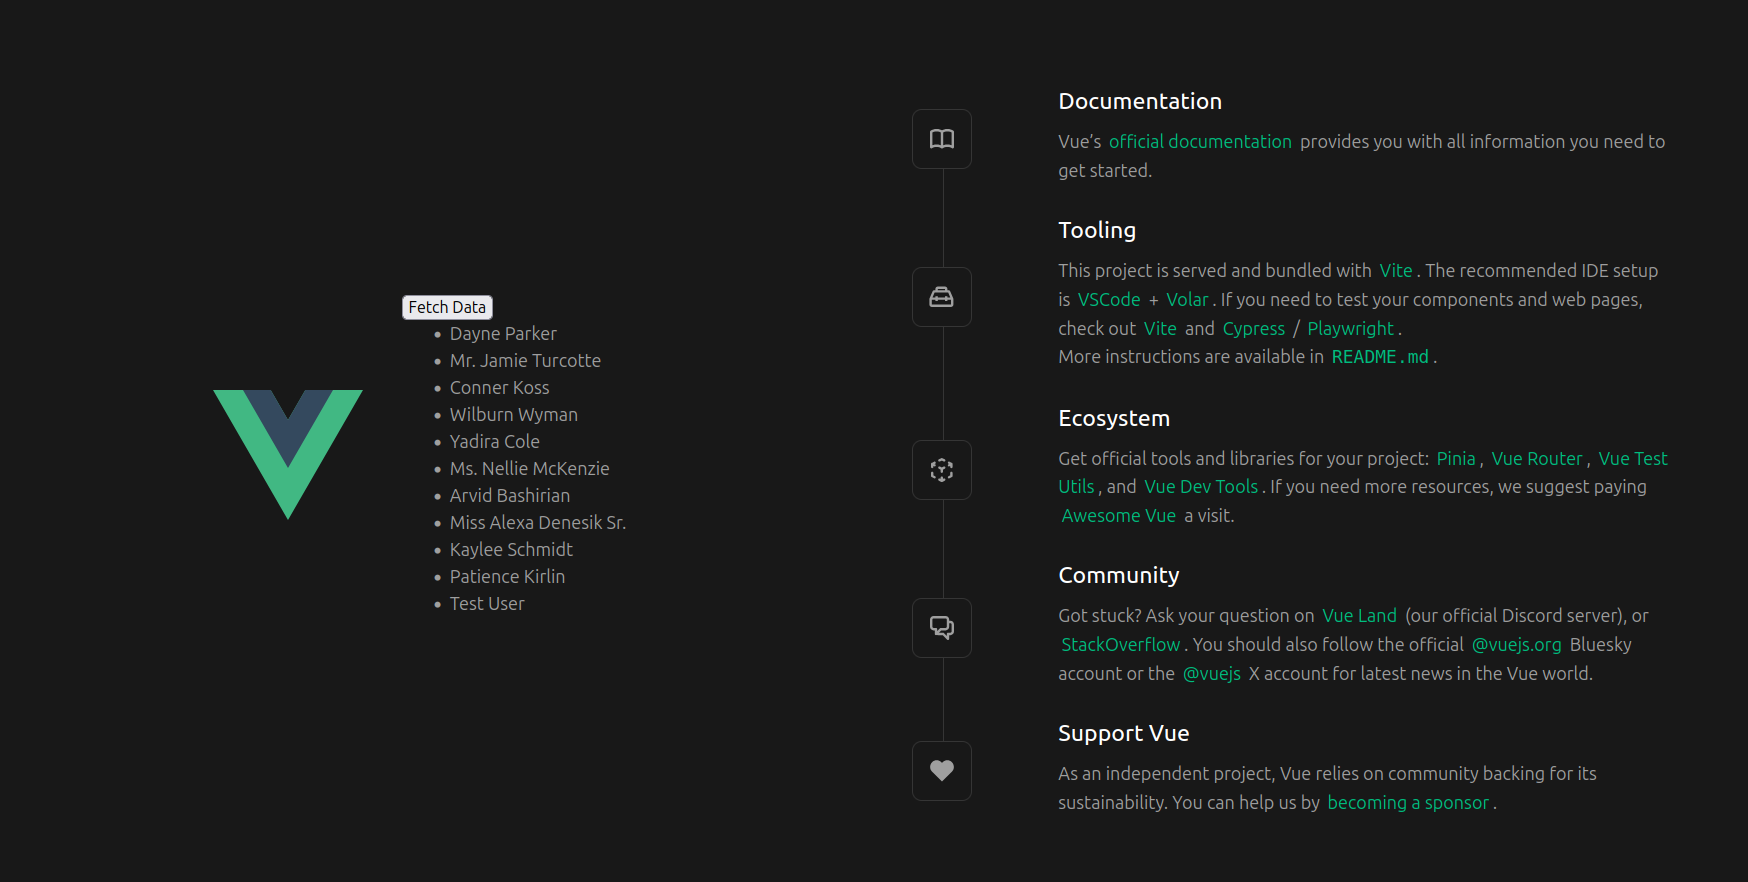 Fetch Data
Dayne Parker
Mr. Jamie Turcotte
Conner Koss
Wilburn Wyman
Yadira Cole
Ms. Nellie McKenzie
Arvid Bashirian
Miss Alexa Denesik Sr.
Kaylee Schmidt
Patience Kirlin
Test User
Documentation
Vue’s official documentation provides you with all information you need to
get started.
Tooling
This project is served and bundled with Vite. The recommended IDE setup
is VSCode + Volar. If you need to test your components and web pages,
check out Vite and Cypress / Playwright.
More instructions are available in README.md.
Ecosystem
Get official tools and libraries for your project: Pinia, Vue Router, Vue Test
Utils, and Vue Dev Tools. If you need more resources, we suggest paying
Awesome Vue a visit.
Community
Got stuck? Ask your question on Vue Land (our official Discord server), or
StackOverflow. You should also follow the official @vuejs.org Bluesky
account or the @vuejs X account for latest news in the Vue world.
Support Vue
As an independent project, Vue relies on community backing for its
sustainability. You can help us by becoming a sponsor.